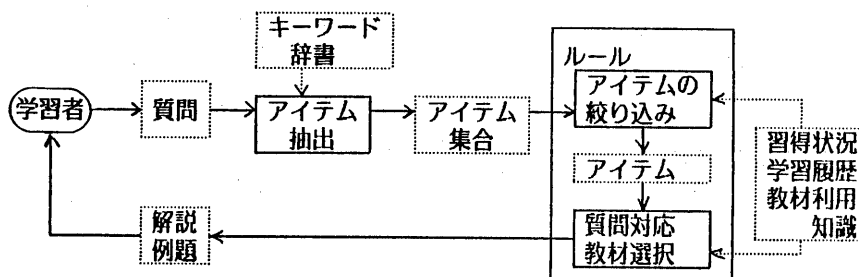 キーワード
辞書
ルール
学習者
質問
アイテム
抽出
アイテム
集合
アイテムの
絞り込み
アイテム
質問対応
教材選択
習得状況
学習履歴
教材利用
知識
解説
例題